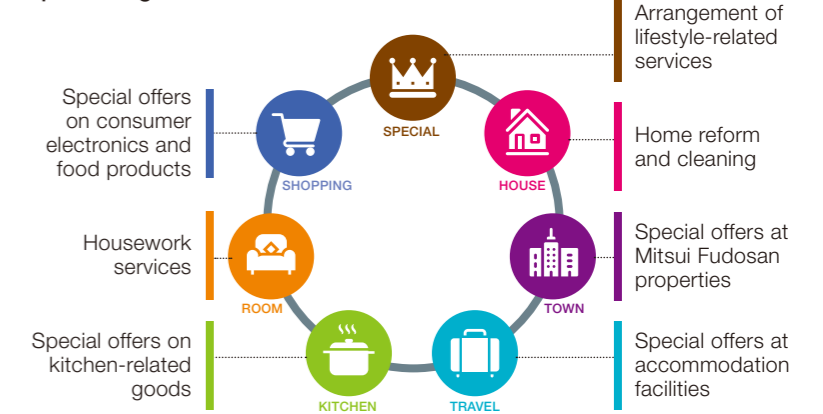 Arrangement of
lifestyle-related
services
SPECIAL
Special offers
on consumer
electronics and
food products
SHOPPING
HOUSE
Home reform
and cleaning
Housework
services
ROOM
TOWN
Special offers at
Mitsui Fudosan
properties
Special offers on
kitchen-related
goods
KITCHEN
TRAVEL
Special offers at
accommodation
facilities